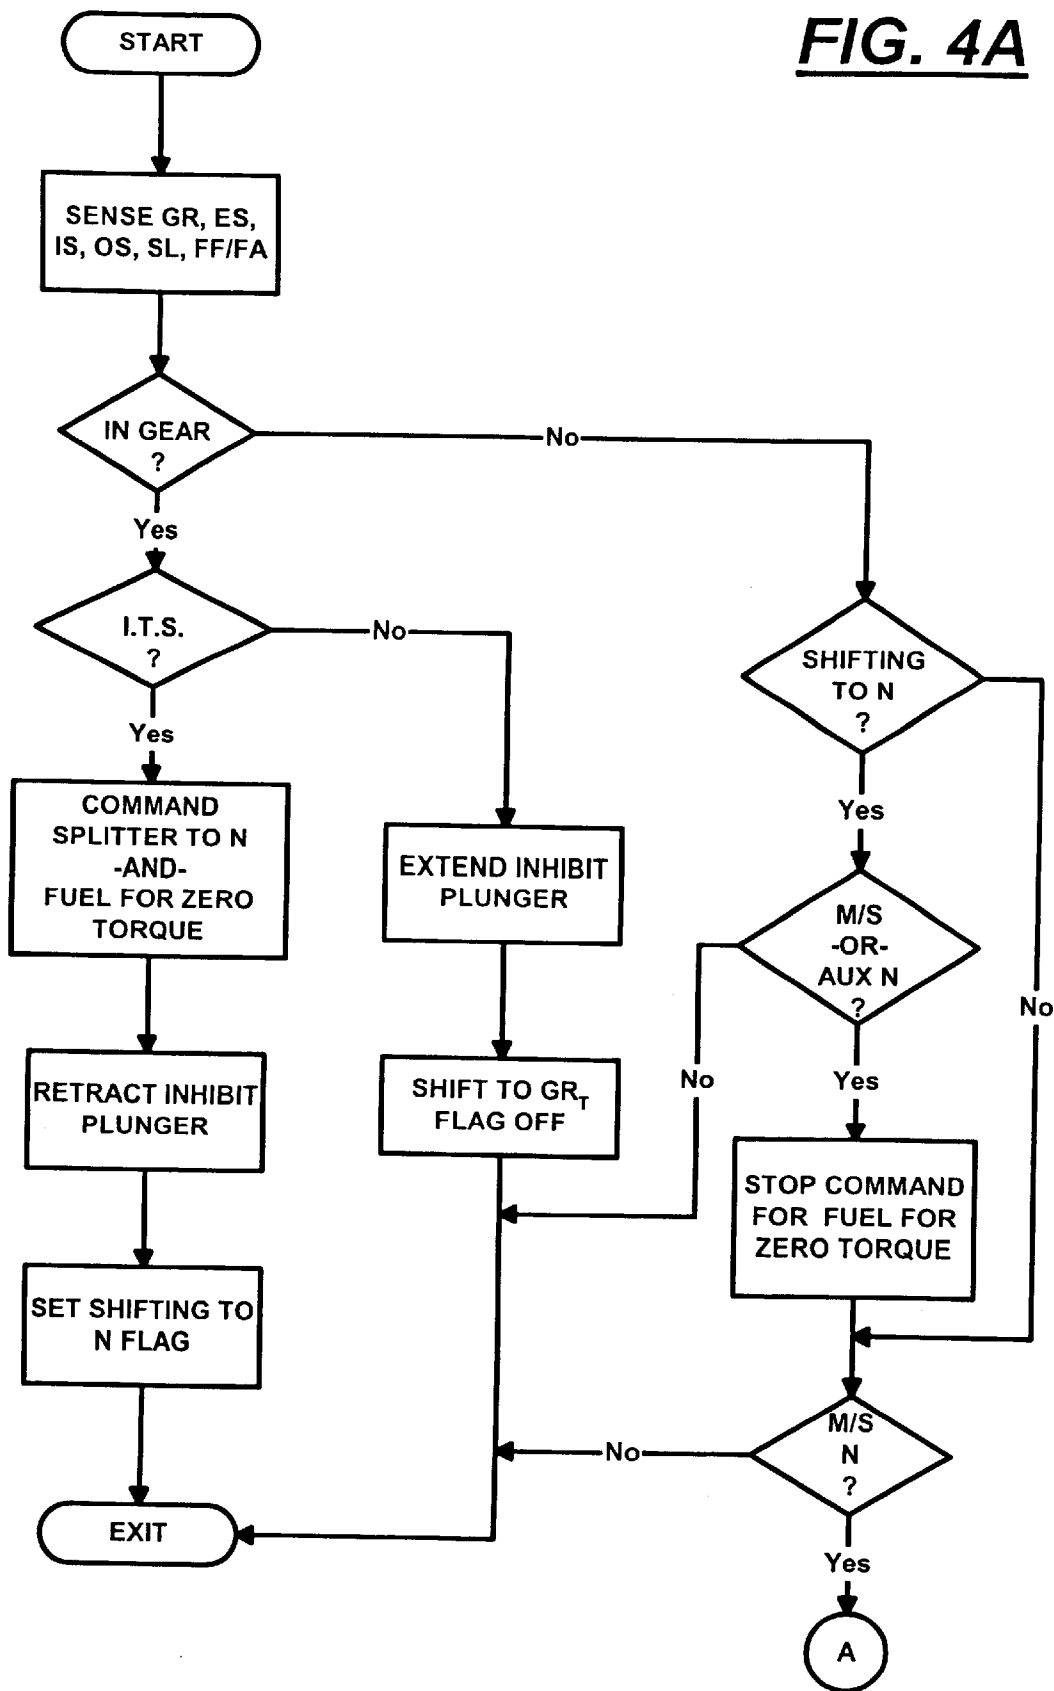 FIG. 4A
START
SENSE GR, ES,
IS, OS, SL, FF/FA
IN GEAR
?
No
Yes
I.T.S.
?
No
Yes
SHIFTING
TO N
?
No
Yes
COMMAND
SPLITTER TO N
-AND-
FUEL FOR ZERO
TORQUE
EXTEND INHIBIT
PLUNGER
M/S
-OR-
AUX N
?
No
Yes
RETRACT INHIBIT
PLUNGER
SHIFT TO GR_T
FLAG OFF
STOP COMMAND
FOR FUEL FOR
ZERO TORQUE
SET SHIFTING TO
N FLAG
M/S
N
?
No
Yes
EXIT
A